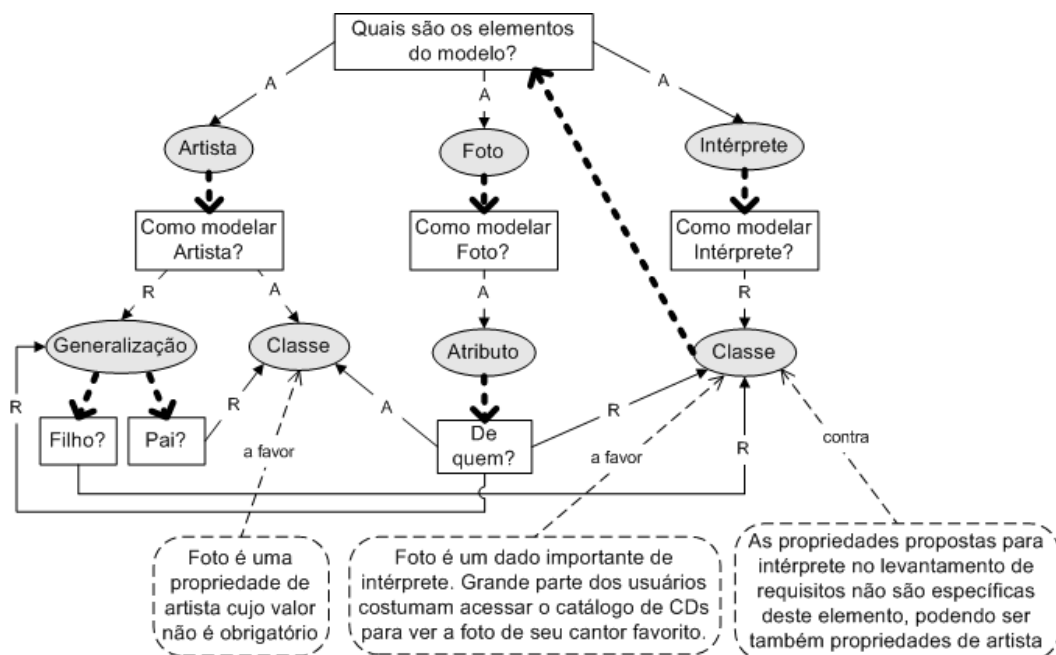 Quais são os elementos
do modelo?
A
A
A
Artista
Foto
Intérprete
Como modelar
Artista?
Como modelar
Foto?
Como modelar
Intérprete?
R
A
A
R
Generalização
Classe
Atributo
Classe
R
R
A
R
R
Filho?
Pai?
De
quem?
a favor
a favor
contra
Foto é uma
propriedade de
artista cujo valor
não é obrigatório
Foto é um dado importante de
intérprete. Grande parte dos usuários
costumam acessar o catálogo de CDs
para ver a foto de seu cantor favorito.
As propriedades propostas para
intérprete no levantamento de
requisitos não são específicas
deste elemento, podendo ser
também propriedades de artista